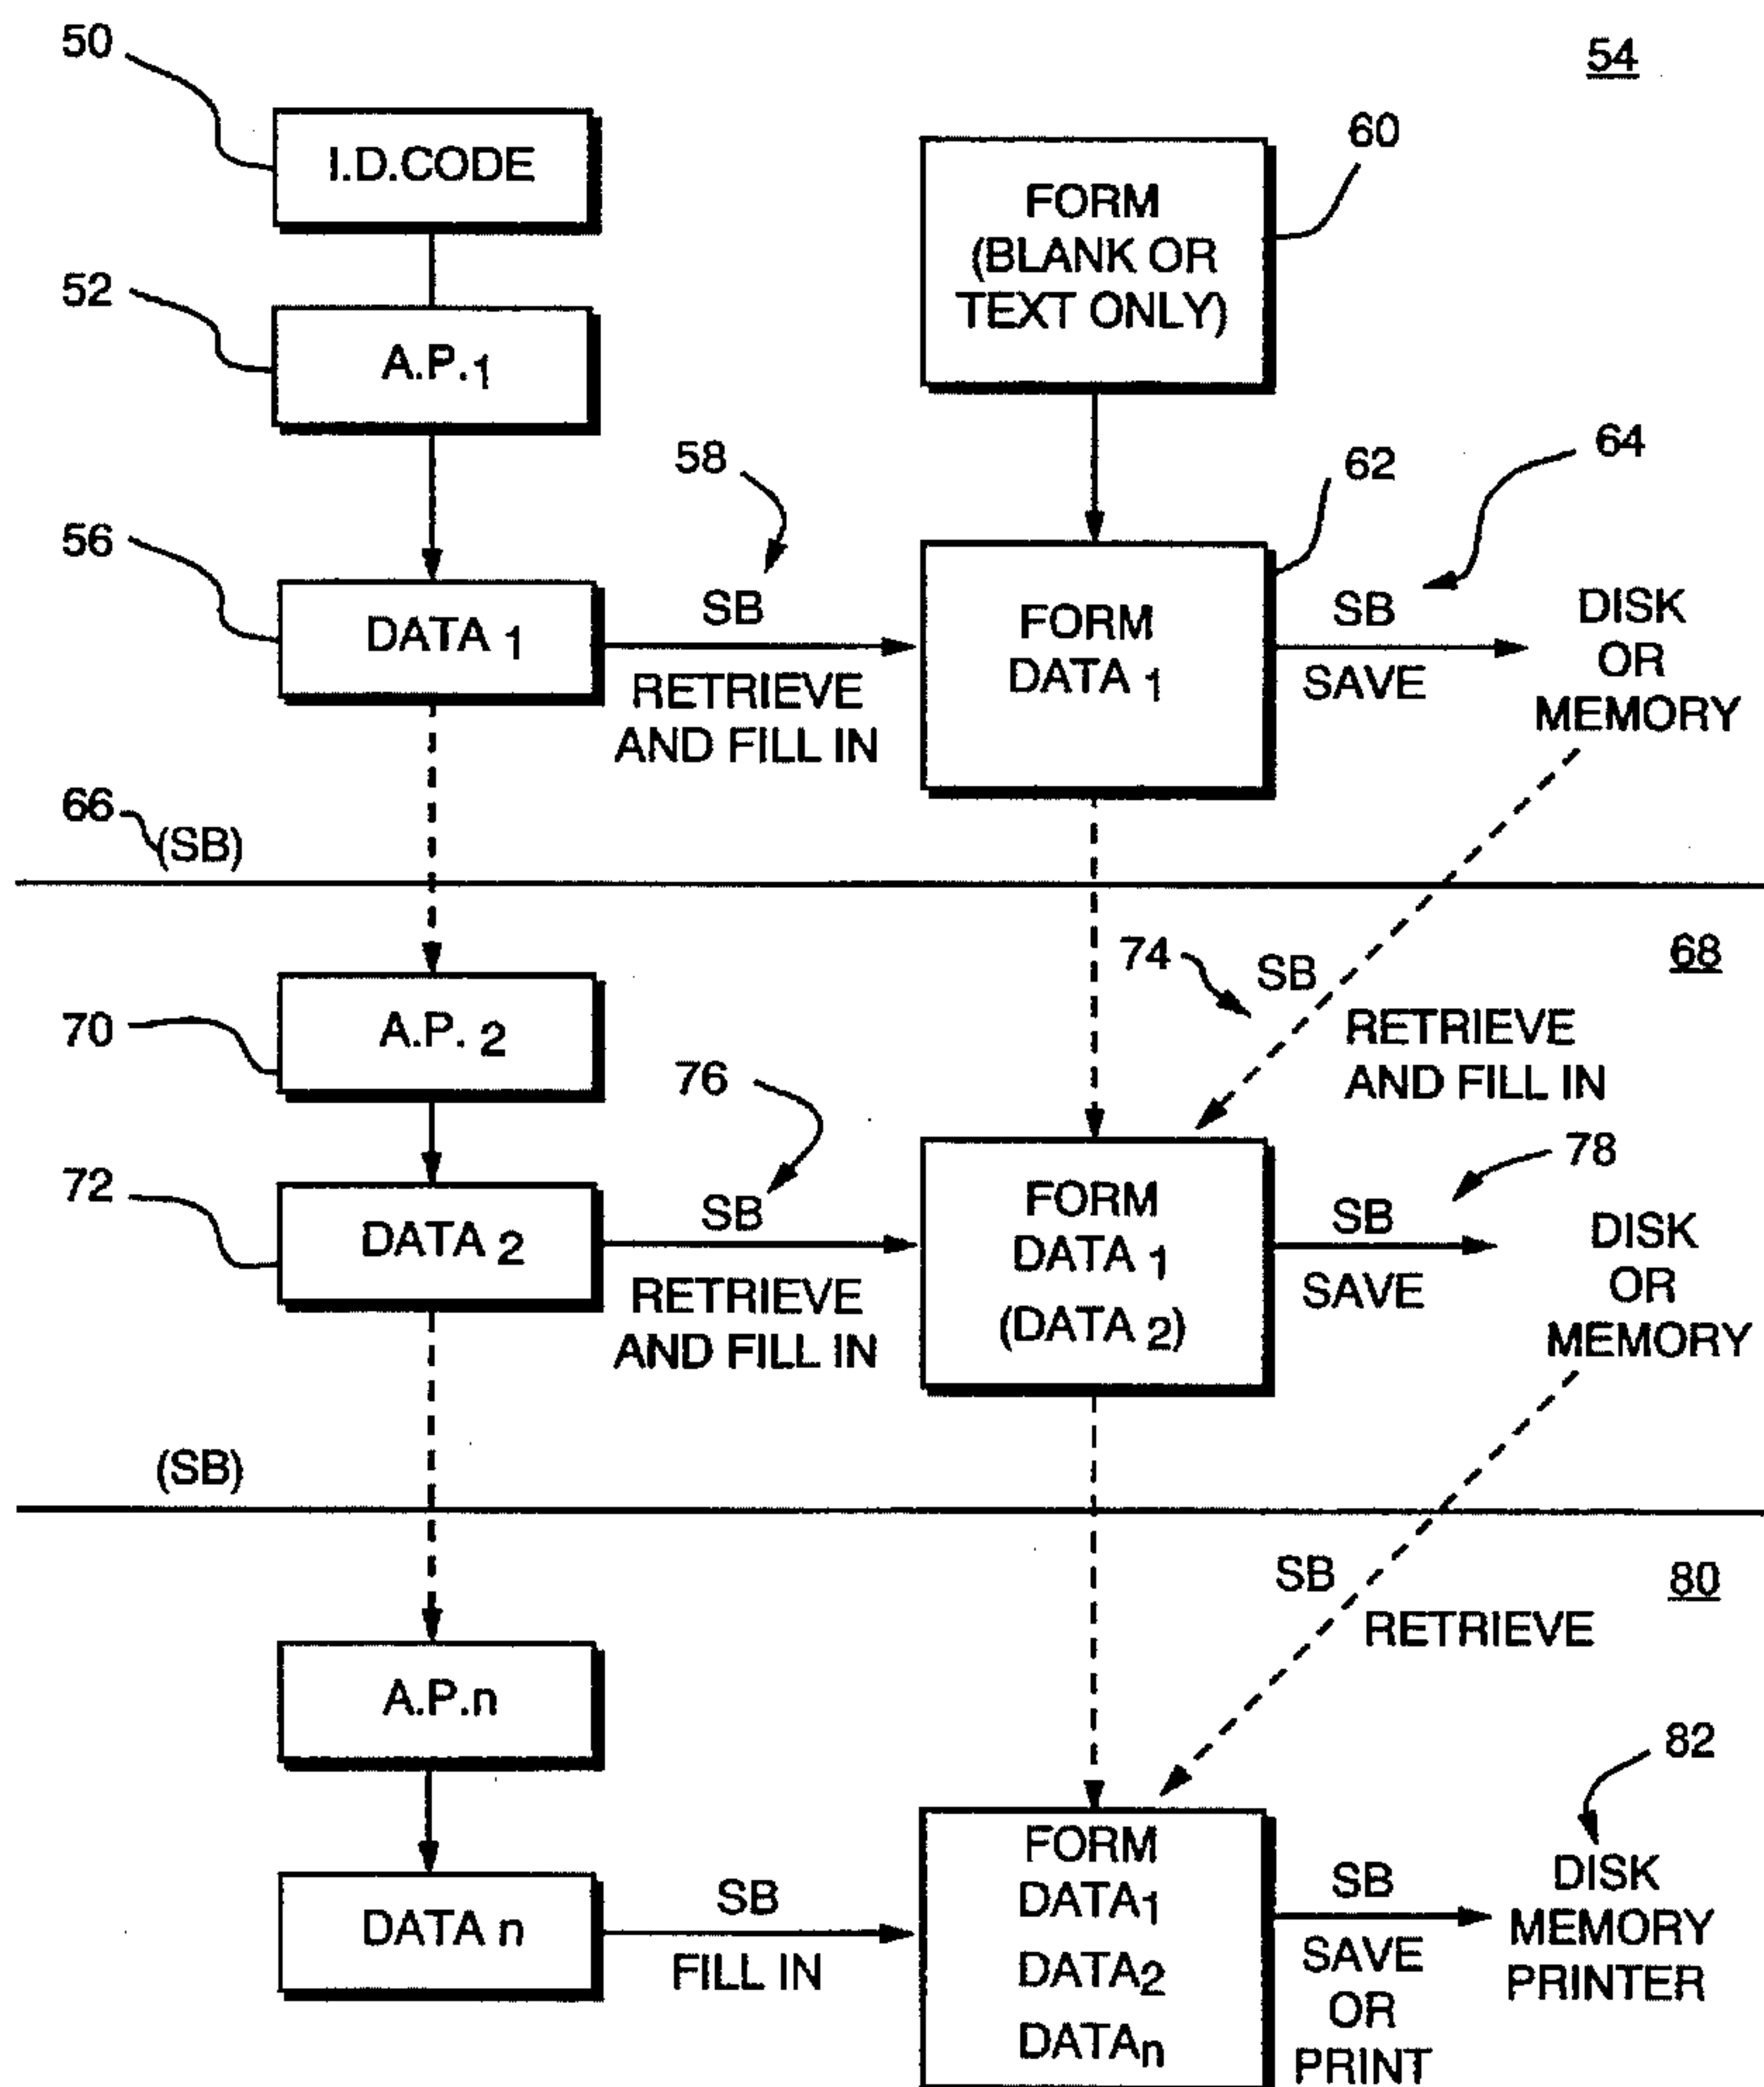 50
54
I.D.CODE
60
FORM
(BLANK OR
TEXT ONLY)
52
A.P.1
58
62
64
56
DATA 1
SB
RETRIEVE
AND FILL IN
FORM
DATA 1
SB
SAVE
DISK
OR
MEMORY
66
(SB)
68
74
SB
RETRIEVE
AND FILL IN
70
A.P. 2
76
78
72
DATA 2
SB
RETRIEVE
AND FILL IN
FORM
DATA 1
(DATA 2)
SB
SAVE
DISK
OR
MEMORY
(SB)
80
SB
RETRIEVE
A.P.n
82
DATA n
SB
FILL IN
FORM
DATA1
DATA2
DATAn
SB
SAVE
OR
PRINT
DISK
MEMORY
PRINTER